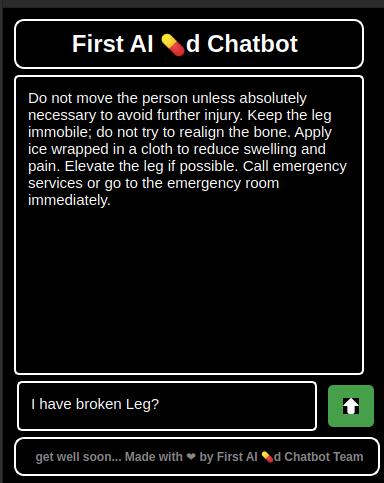 First AI 💊d Chatbot
Do not move the person unless absolutely
necessary to avoid further injury. Keep the leg
immobile; do not try to realign the bone. Apply
ice wrapped in a cloth to reduce swelling and
pain. Elevate the leg if possible. Call emergency
services or go to the emergency room
immediately.
I have broken Leg?
get well soon... Made with ❤ by First AI 💊d Chatbot Team